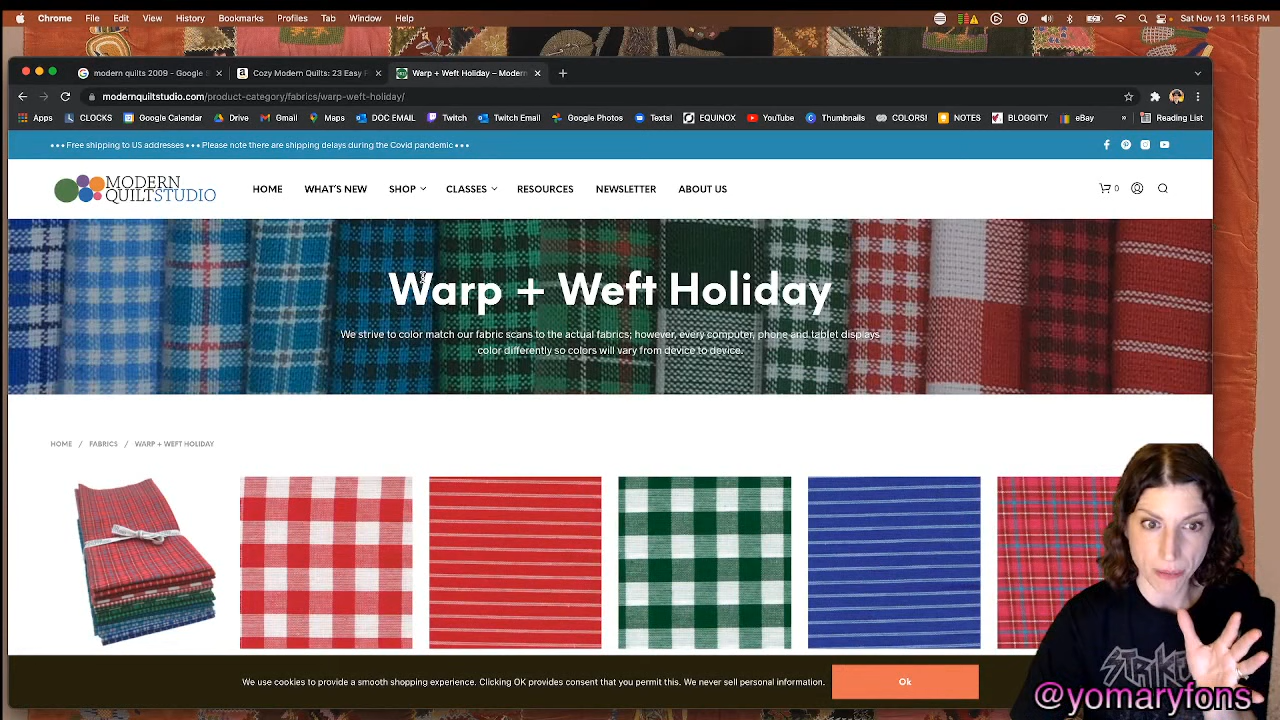 Chrome File Edit View History Bookmarks Profiles Tab Window Help Sat Nov 13 11:56 PM
modern quilts 2009 - Google Cozy Modern Quilts: 23 Easy Warp + Weft Holiday – Modern
modernquiltstudio.com/product-category/fabrics/warp-weft-holiday/
Apps CLOCKS Google Calendar Drive Gmail Maps DOC EMAIL Twitch Twitch Email Google Photos Texts! EQUINOX YouTube Thumbnails COLORS! NOTES BLOGGITY eBay Reading List
•••Free shipping to US addresses •••Please note there are shipping delays during the Covid pandemic •••
MODERN
QUILTSTUDIO
HOME WHAT'S NEW SHOP CLASSES RESOURCES NEWSLETTER ABOUT US 0
Warp + Weft Holiday
We strive to color match our fabric scans to the actual fabrics; however, every computer, phone and tablet displays
color differently so colors will vary from device to device.
HOME / FABRICS / WARP + WEFT HOLIDAY
We use cookies to provide a smooth shopping experience. Clicking OK provides consent that you permit this. We never sell personal information. Ok
@yomaryfons